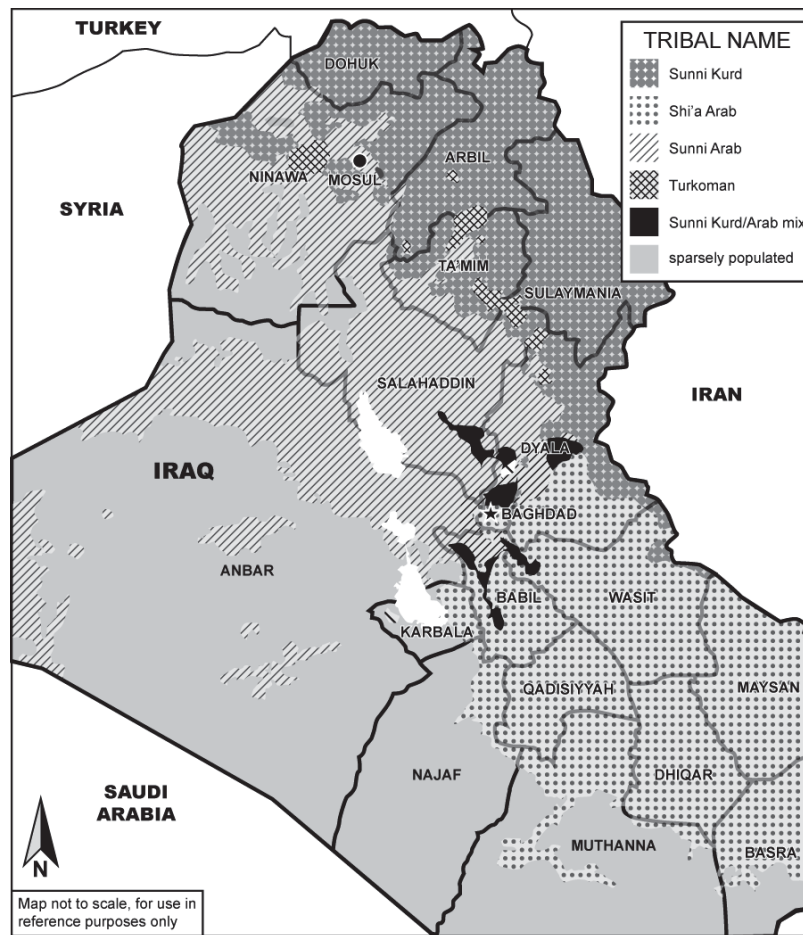 TURKEY
TRIBAL NAME
Sunni Kurd
Shi'a Arab
Sunni Arab
Turkoman
Sunni Kurd/Arab mix
sparsely populated
DOHUK
NINAWA
MOSUL
ARBIL
SYRIA
TA'MIM
SULAYMANIA
SALAHADDIN
IRAN
DYALA
IRAQ
BAGHDAD
ANBAR
BABIL
WASIT
KARBALA
QADISIYYAH
MAYSAN
NAJAF
DHIQAR
SAUDI
ARABIA
MUTHANNA
BASRA
N
Map not to scale, for use in
reference purposes only